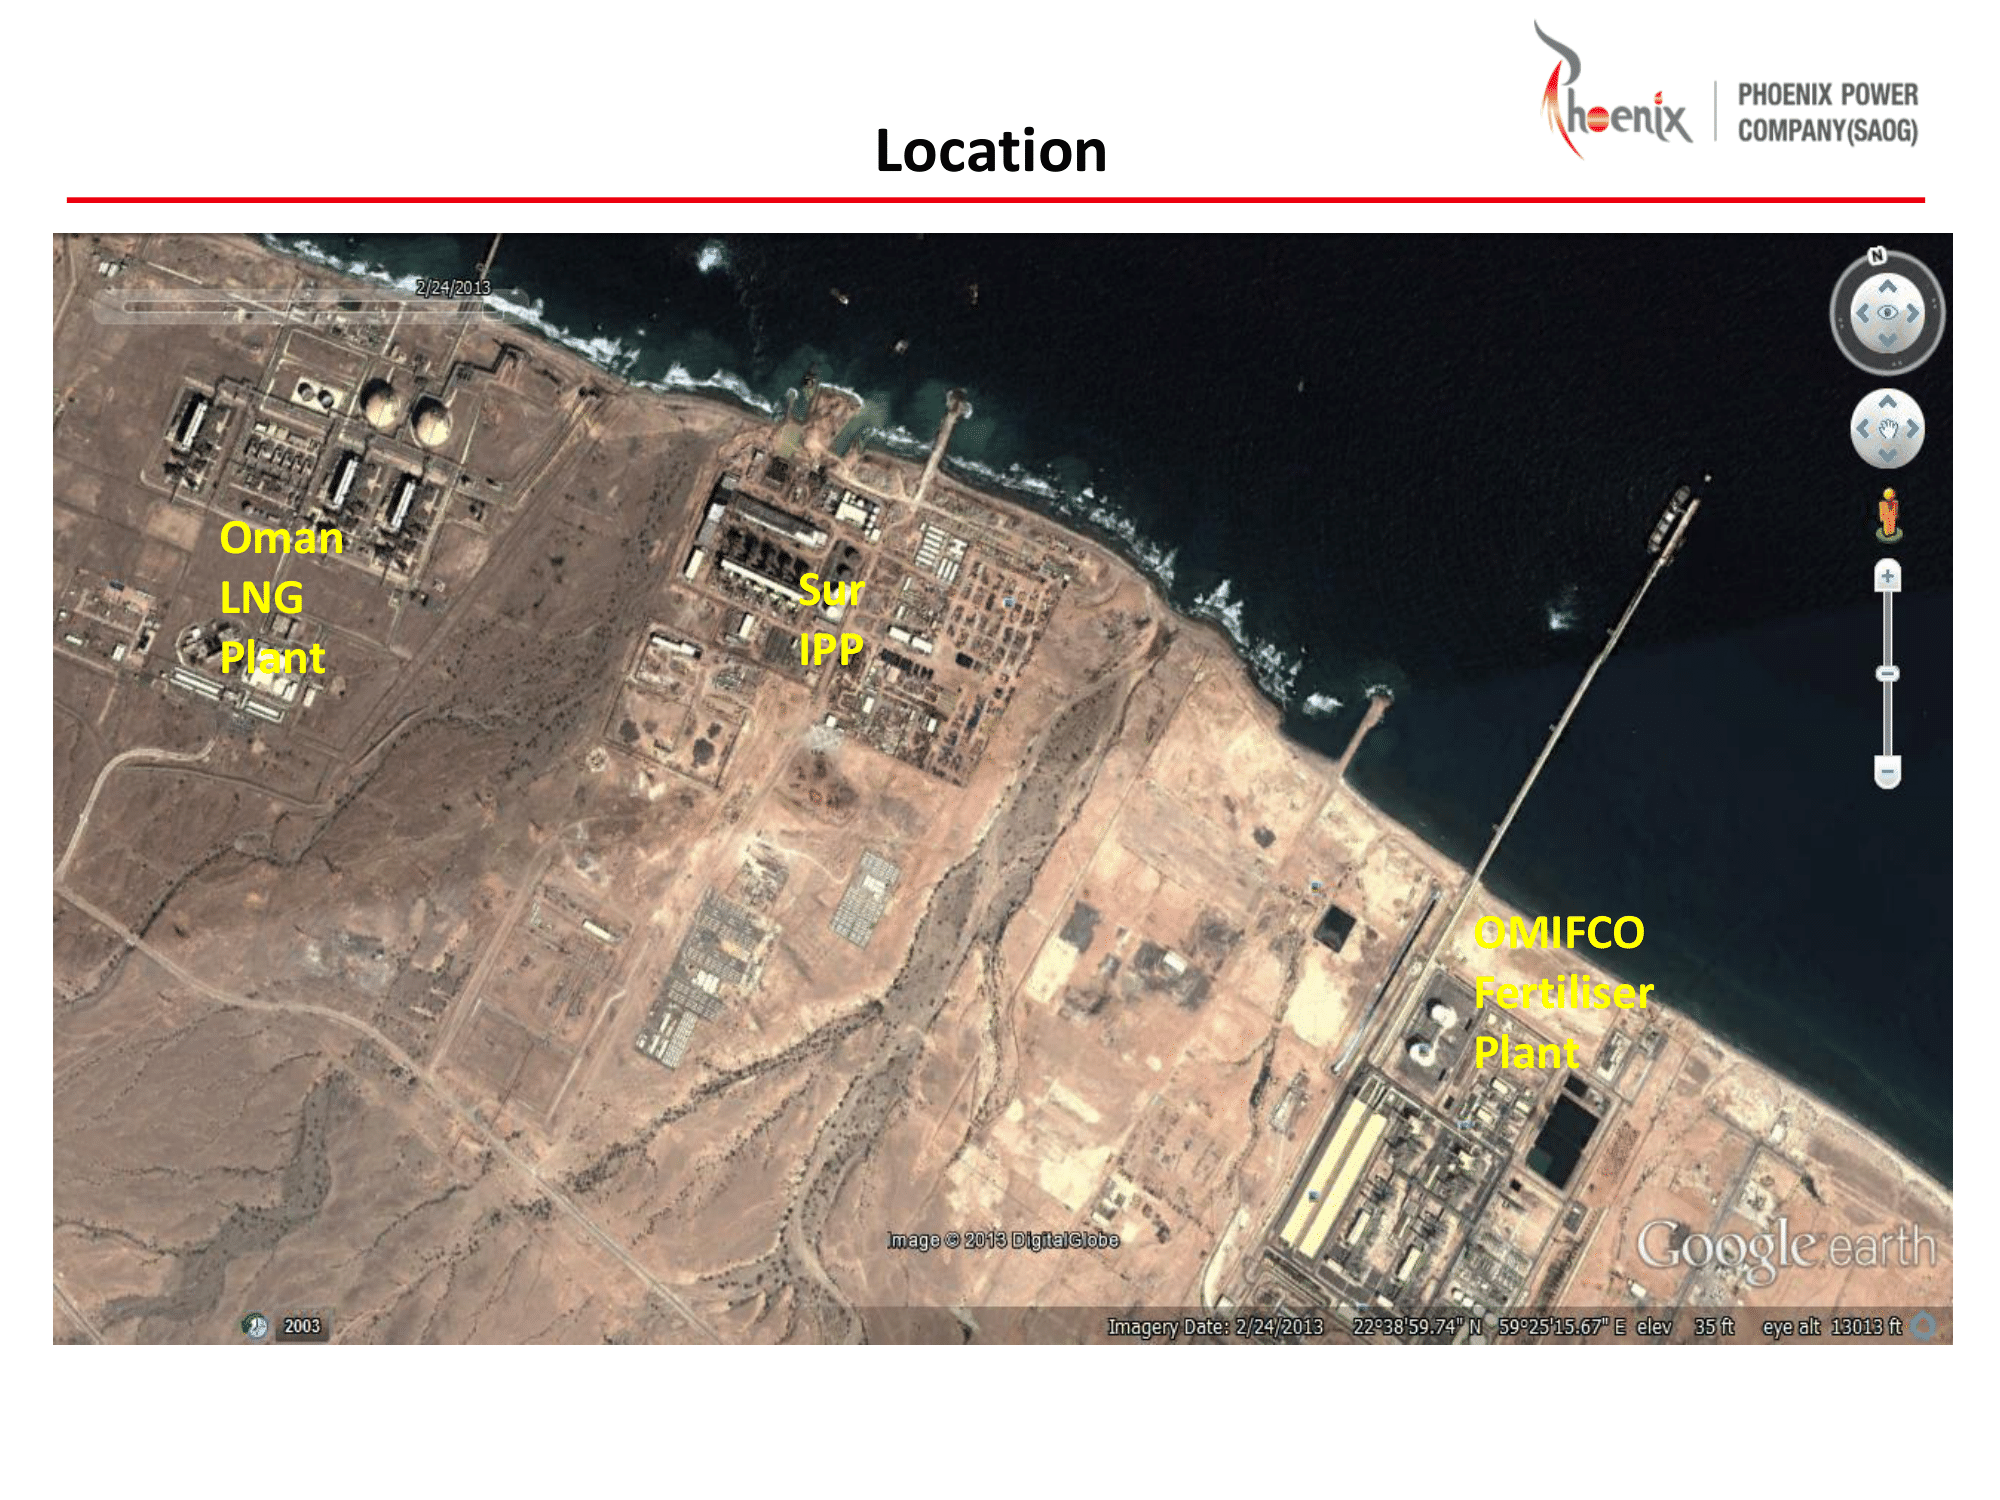 Phoenix
PHOENIX POWER
COMPANY(SAOG)
Location
N
2/24/2013
Oman
LNG
Plant
Sur
IPP
OMIFCO
Fertiliser
Plant
Image © 2013 DigitalGlobe
Google earth
2003
Imagery Date: 2/24/2013 22°38'59.74" N 59°25'15.67" E elev 35 ft eye alt 13013 ft